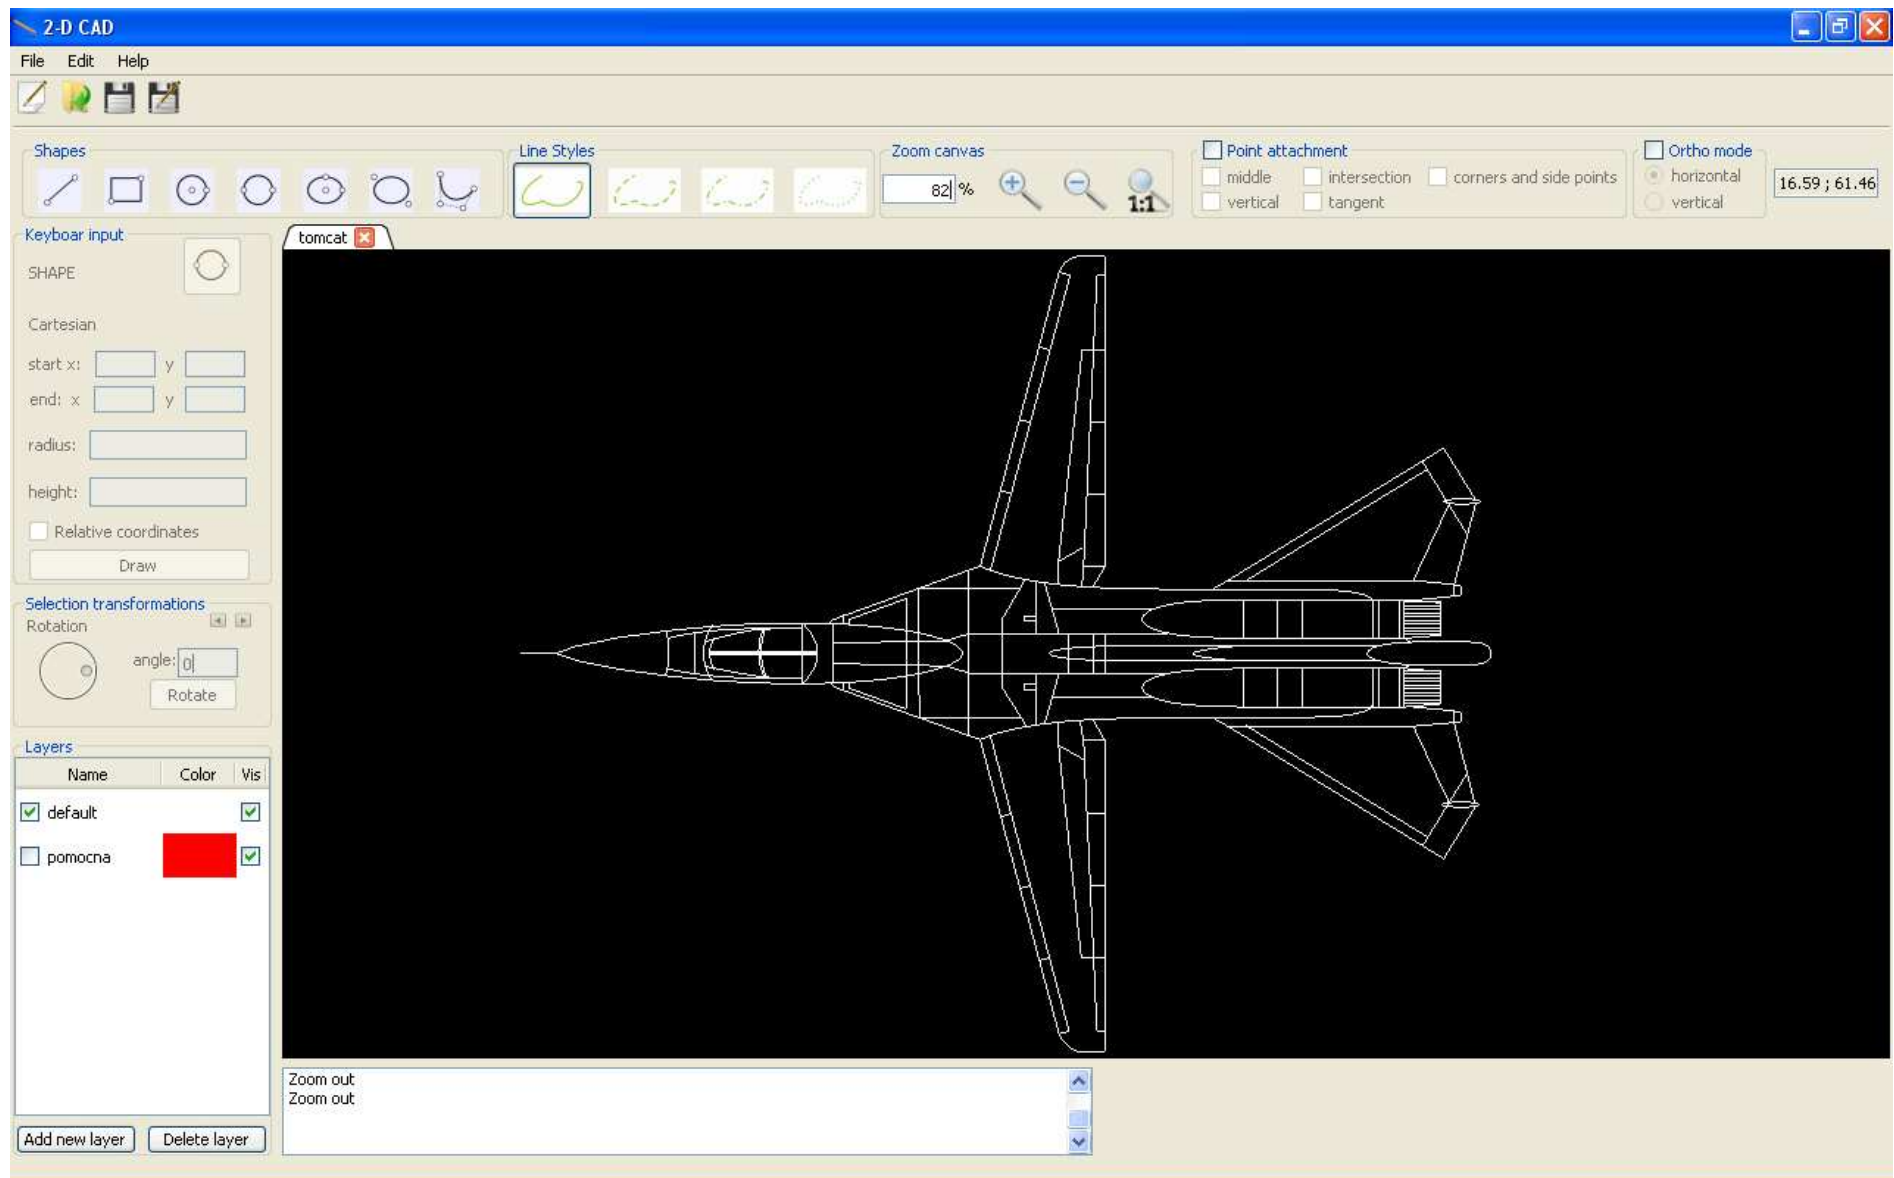 2-D CAD
File Edit Help
Shapes
Line Styles
Zoom canvas
82 %
1:1
Point attachment
middle intersection corners and side points
vertical tangent
Ortho mode
horizontal
vertical
16.59 ; 61.46
Keyboar input
SHAPE
Cartesian
start x: y
end: x y
radius:
height:
Relative coordinates
Draw
Selection transformations
Rotation
angle: 0
Rotate
Layers
Name Color Vis
default
pomocna
Add new layer Delete layer
tomcat
Zoom out
Zoom out